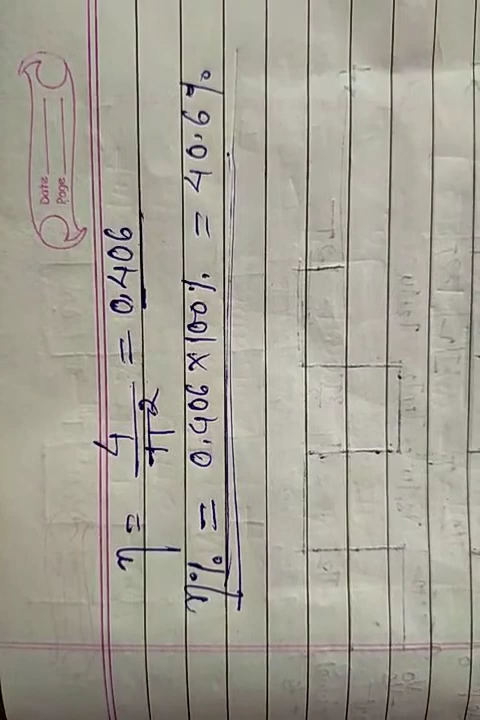 Date
Page
η = 4/π² = 0.406
η% = 0.406 × 100% = 40.6%